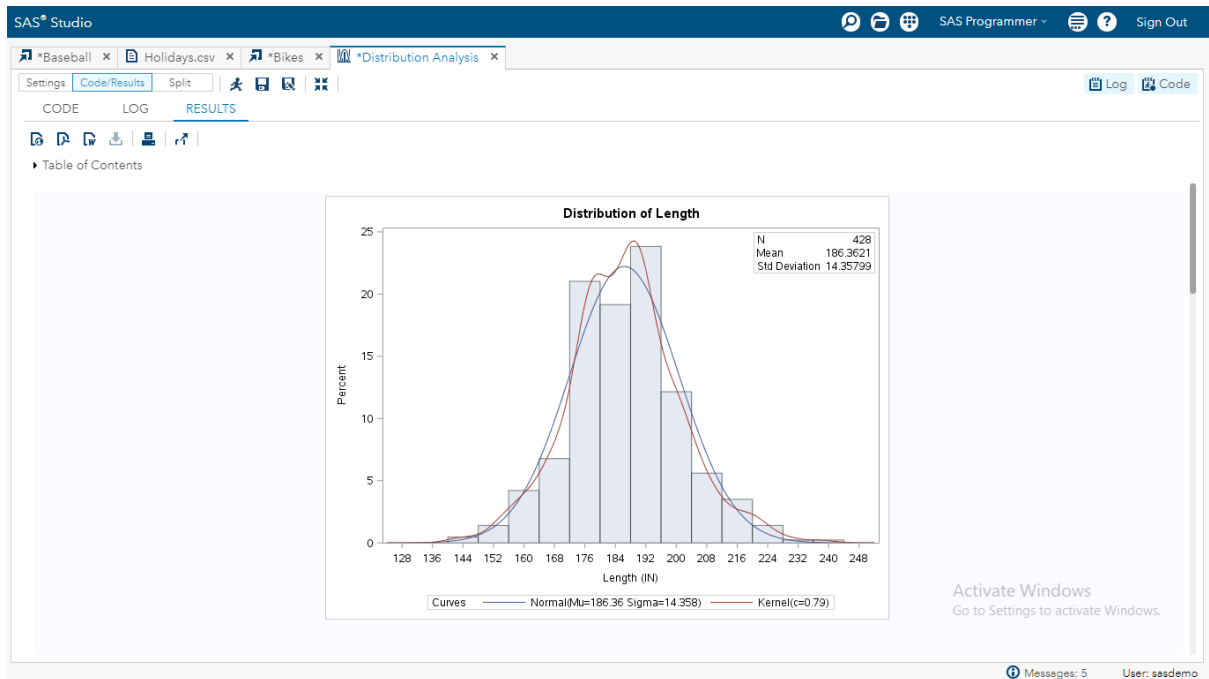 SAS® Studio SAS Programmer Sign Out
*Baseball Holidays.csv *Bikes *Distribution Analysis
Settings Code/Results Split Log Code
CODE LOG RESULTS
Table of Contents
Distribution of Length
N 428
Mean 186.3621
Std Deviation 14.35799
25
20
15
10
5
0
Percent
128 136 144 152 160 168 176 184 192 200 208 216 224 232 240 248
Length (IN)
Curves Normal(Mu=186.36 Sigma=14.358) Kernel(c=0.79)
Activate Windows
Go to Settings to activate Windows.
Messages: 5 User: sasdemo